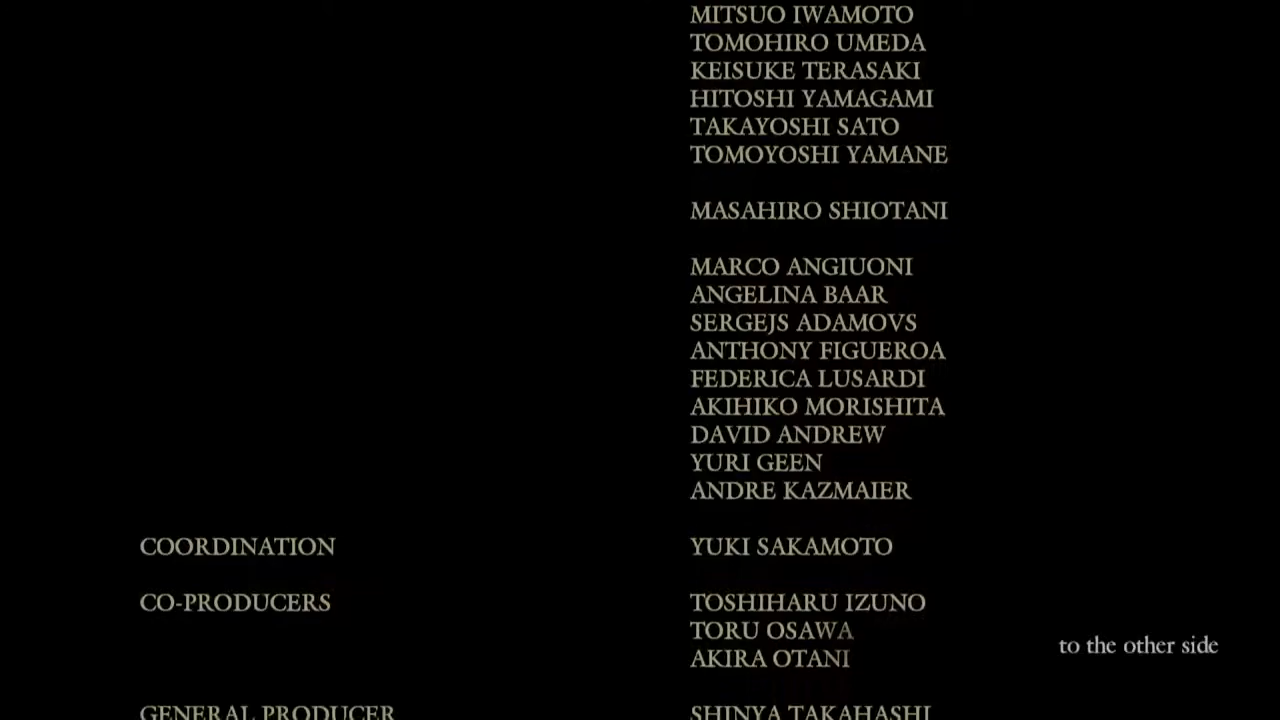 MITSUO IWAMOTO
TOMOHIRO UMEDA
KEISUKE TERASAKI
HITOSHI YAMAGAMI
TAKAYOSHI SATO
TOMOYOSHI YAMANE
MASAHIRO SHIOTANI
MARCO ANGIUONI
ANGELINA BAAR
SERGEJS ADAMOVS
ANTHONY FIGUEROA
FEDERICA LUSARDI
AKIHIKO MORISHITA
DAVID ANDREW
YURI GEEN
ANDRE KAZMAIER
COORDINATION YUKI SAKAMOTO
CO-PRODUCERS TOSHIHARU IZUNO
TORU OSAWA
to the other side
AKIRA OTANI
GENERAL PRODUCER SHINYA TAKAHASHI